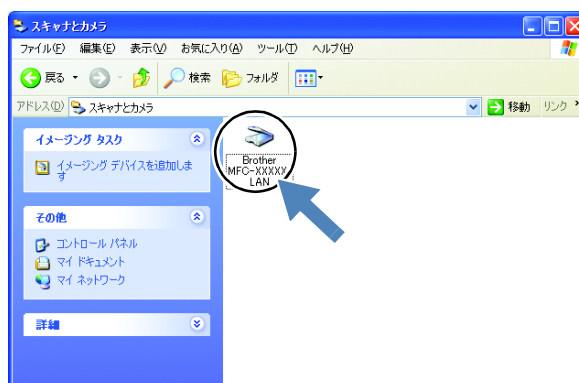 スキャナとカメラ
ファイル(F) 編集(E) 表示(V) お気に入り(A) ツール(T) ヘルプ(H)
戻る 検索 フォルダ
アドレス(D) スキャナとカメラ 移動 リンク »
イメージング タスク
イメージング デバイスを追加しま
す
Brother
MFC-XXXXX
LAN
その他
コントロール パネル
マイ ドキュメント
マイ ネットワーク
詳細